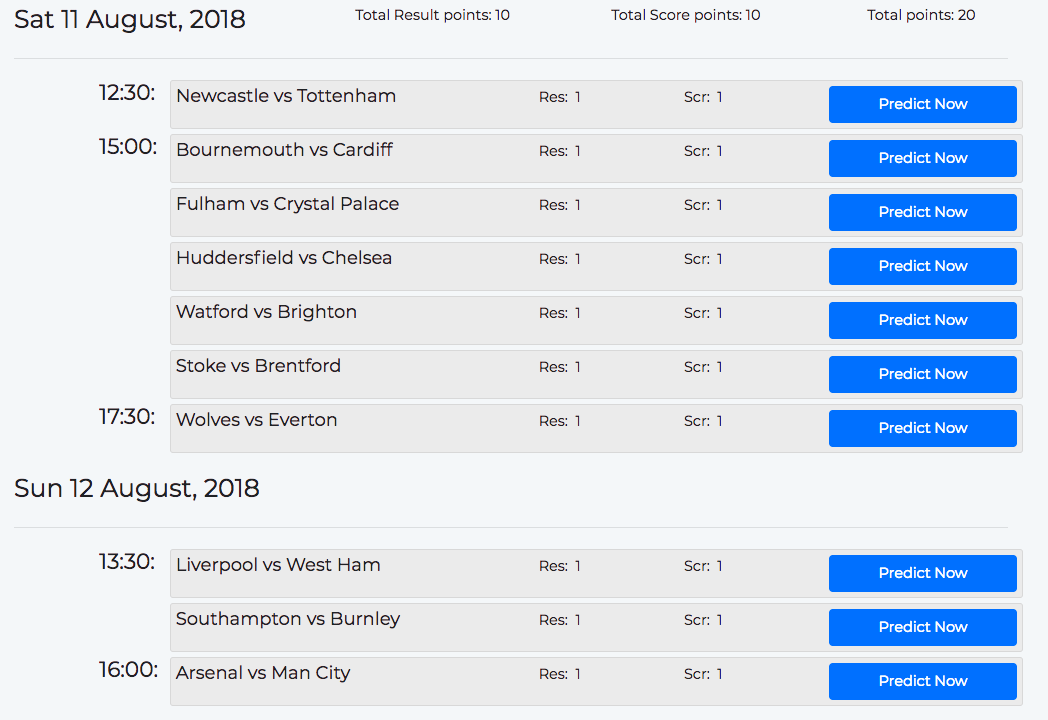 Sat 11 August, 2018 Total Result points: 10 Total Score points: 10 Total points: 20
12:30: Newcastle vs Tottenham Res: 1 Scr: 1 Predict Now
15:00: Bournemouth vs Cardiff Res: 1 Scr: 1 Predict Now
Fulham vs Crystal Palace Res: 1 Scr: 1 Predict Now
Huddersfield vs Chelsea Res: 1 Scr: 1 Predict Now
Watford vs Brighton Res: 1 Scr: 1 Predict Now
Stoke vs Brentford Res: 1 Scr: 1 Predict Now
17:30: Wolves vs Everton Res: 1 Scr: 1 Predict Now
Sun 12 August, 2018
13:30: Liverpool vs West Ham Res: 1 Scr: 1 Predict Now
Southampton vs Burnley Res: 1 Scr: 1 Predict Now
16:00: Arsenal vs Man City Res: 1 Scr: 1 Predict Now